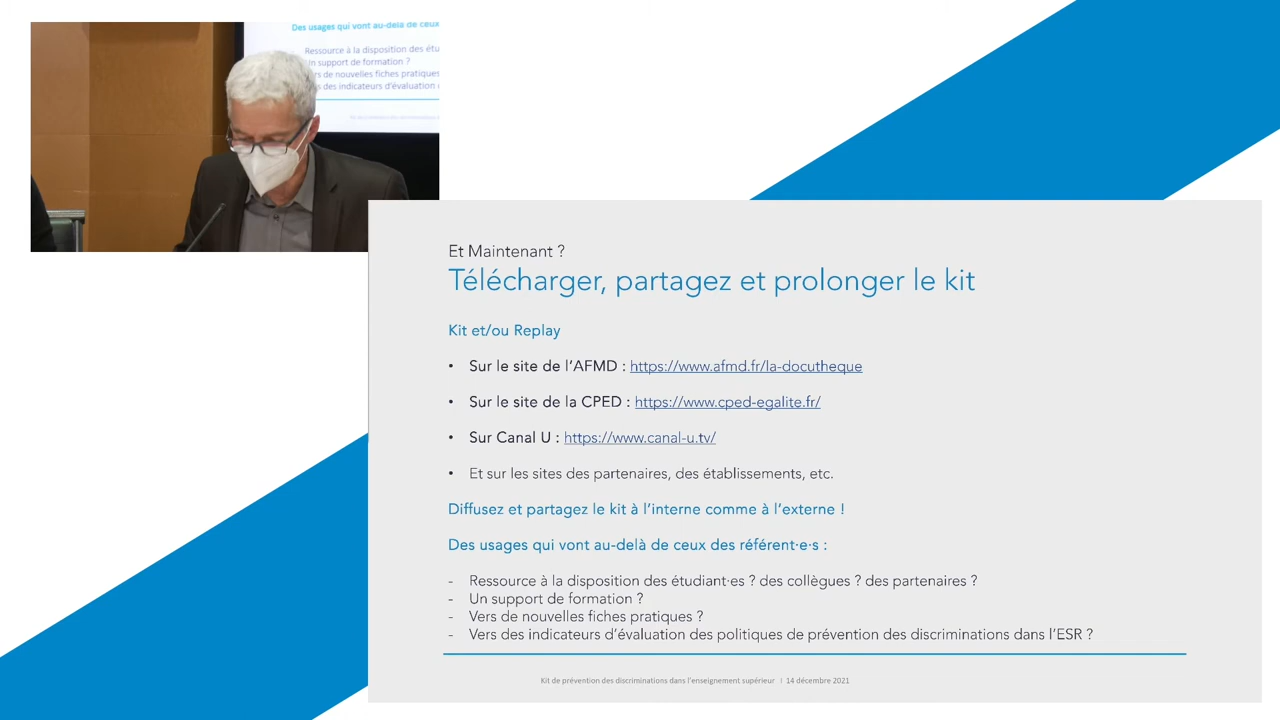 Des usages qui vont au-delà de ceux
Ressource à la disposition des étu
n support de formation ?
rs de nouvelles fiches pratiques
s des indicateurs d'évaluation
Et Maintenant ?
Télécharger, partagez et prolonger le kit
Kit et/ou Replay
• Sur le site de l'AFMD : https://www.afmd.fr/la-docutheque
• Sur le site de la CPED : https://www.cped-egalite.fr/
• Sur Canal U : https://www.canal-u.tv/
• Et sur les sites des partenaires, des établissements, etc.
Diffusez et partagez le kit à l'interne comme à l'externe !
Des usages qui vont au-delà de ceux des référent·e·s :
- Ressource à la disposition des étudiant·es ? des collègues ? des partenaires ?
- Un support de formation ?
- Vers de nouvelles fiches pratiques ?
- Vers des indicateurs d'évaluation des politiques de prévention des discriminations dans l'ESR ?
Kit de prévention des discriminations dans l'enseignement supérieur | 14 décembre 2021